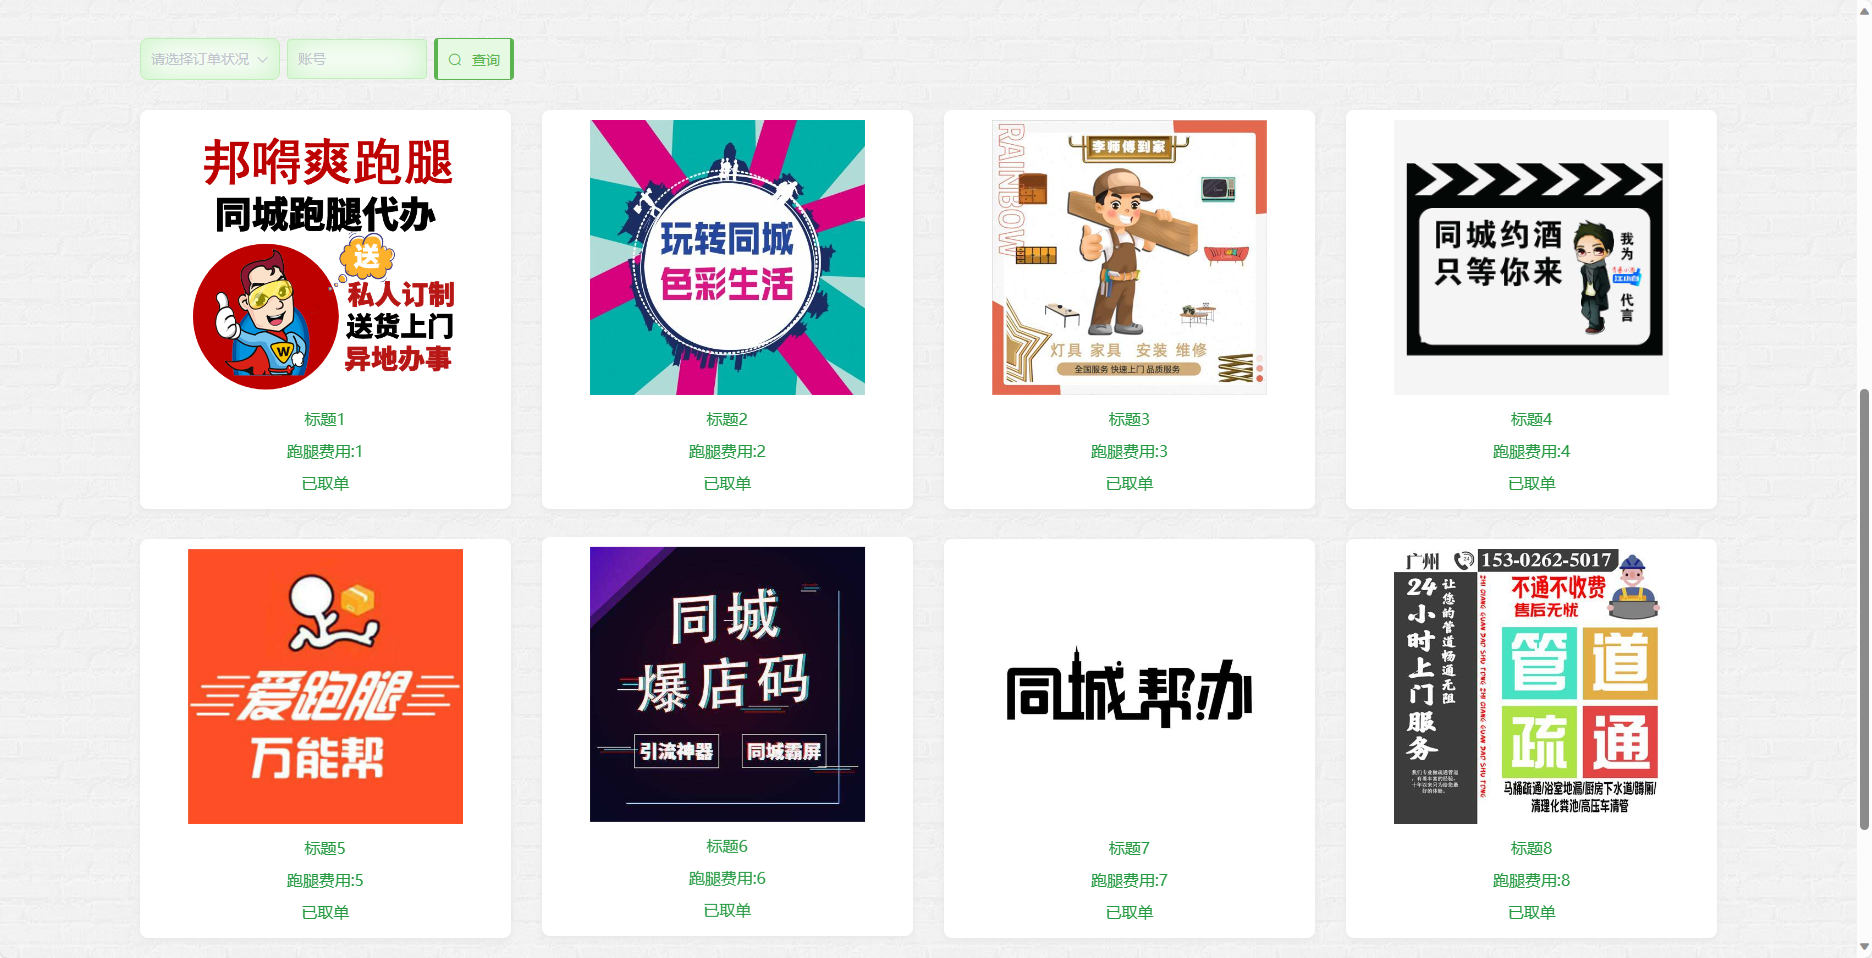 请选择订单状况
账号
查询
邦嘚爽跑腿
同城跑腿代办
送
私人订制
送货上门
异地办事
W
标题1
跑腿费用:1
已取单
玩转同城
色彩生活
标题2
跑腿费用:2
已取单
RAINBOW
李师傅到家
灯具 家具 安装 维修
全国服务 快速上门 品质服务
标题3
跑腿费用:3
已取单
同城约酒
只等你来
我为
代言
标题4
跑腿费用:4
已取单
爱跑腿
万能帮
标题5
跑腿费用:5
已取单
同城
爆店码
引流神器
同城霸屏
标题6
跑腿费用:6
已取单
同城帮办
标题7
跑腿费用:7
已取单
广州
24
153-0262-5017
24小时上门服务
让您的管道畅通无阻
不通不收费
售后无忧
管道
疏通
马桶疏通/浴室地漏/厨房下水道/蹲厕/
清理化粪池/高压车清管
标题8
跑腿费用:8
已取单